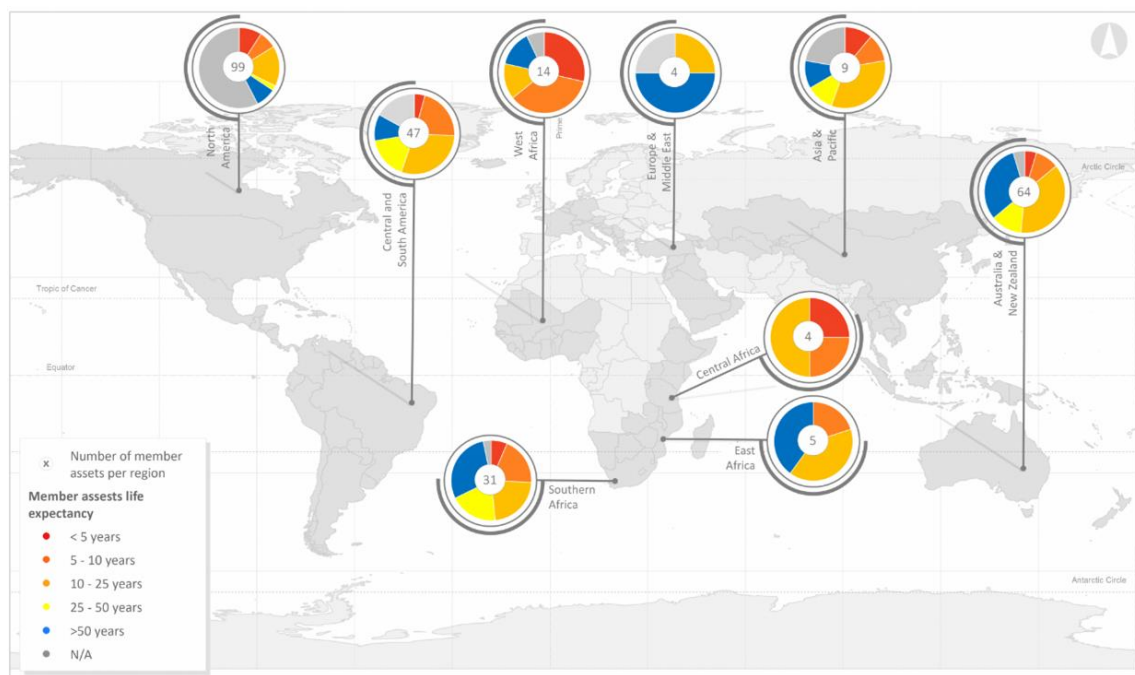 99
North
America
47
Central and
South America
14
West
Africa
Prime
4
Europe &
Middle East
9
Asia &
Pacific
Arctic Circle
64
Australia &
New Zealand
Tropic of Cancer
4
Central Africa
Equator
5
East
Africa
31
Southern
Africa
x Number of member
assets per region
Member assests life
expectancy
< 5 years
5 - 10 years
10 - 25 years
25 - 50 years
>50 years
N/A
Antarctic Circle